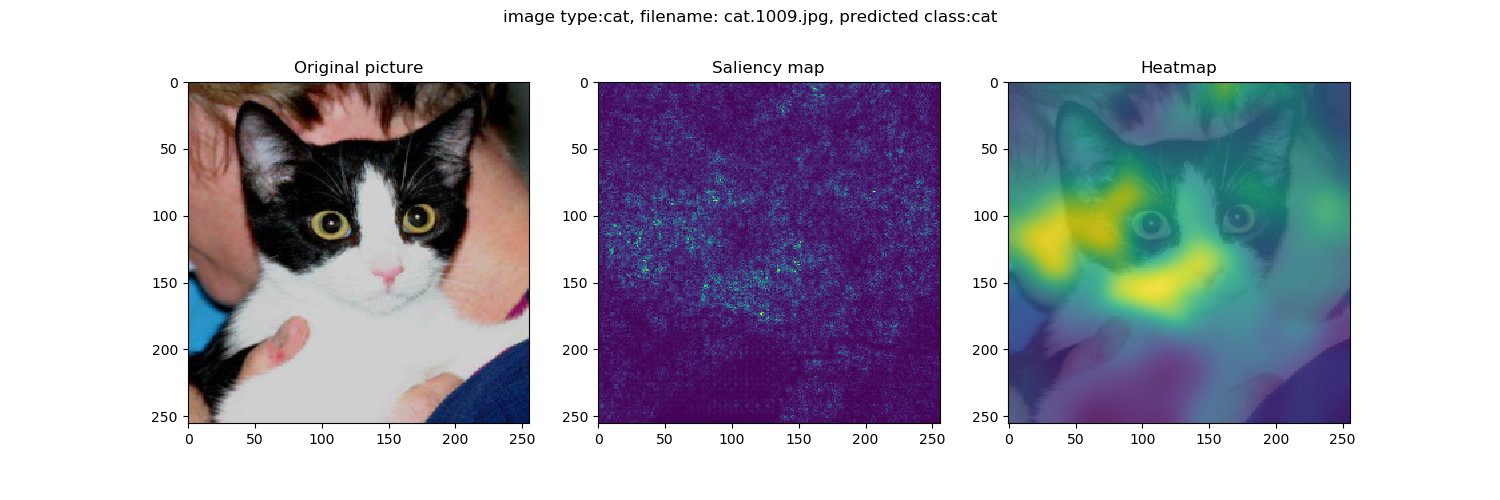 image type:cat, filename: cat.1009.jpg, predicted class:cat
Original picture
0
50
100
150
200
250
0 50 100 150 200 250
Saliency map
0
50
100
150
200
250
0 50 100 150 200 250
Heatmap
0
50
100
150
200
250
0 50 100 150 200 250